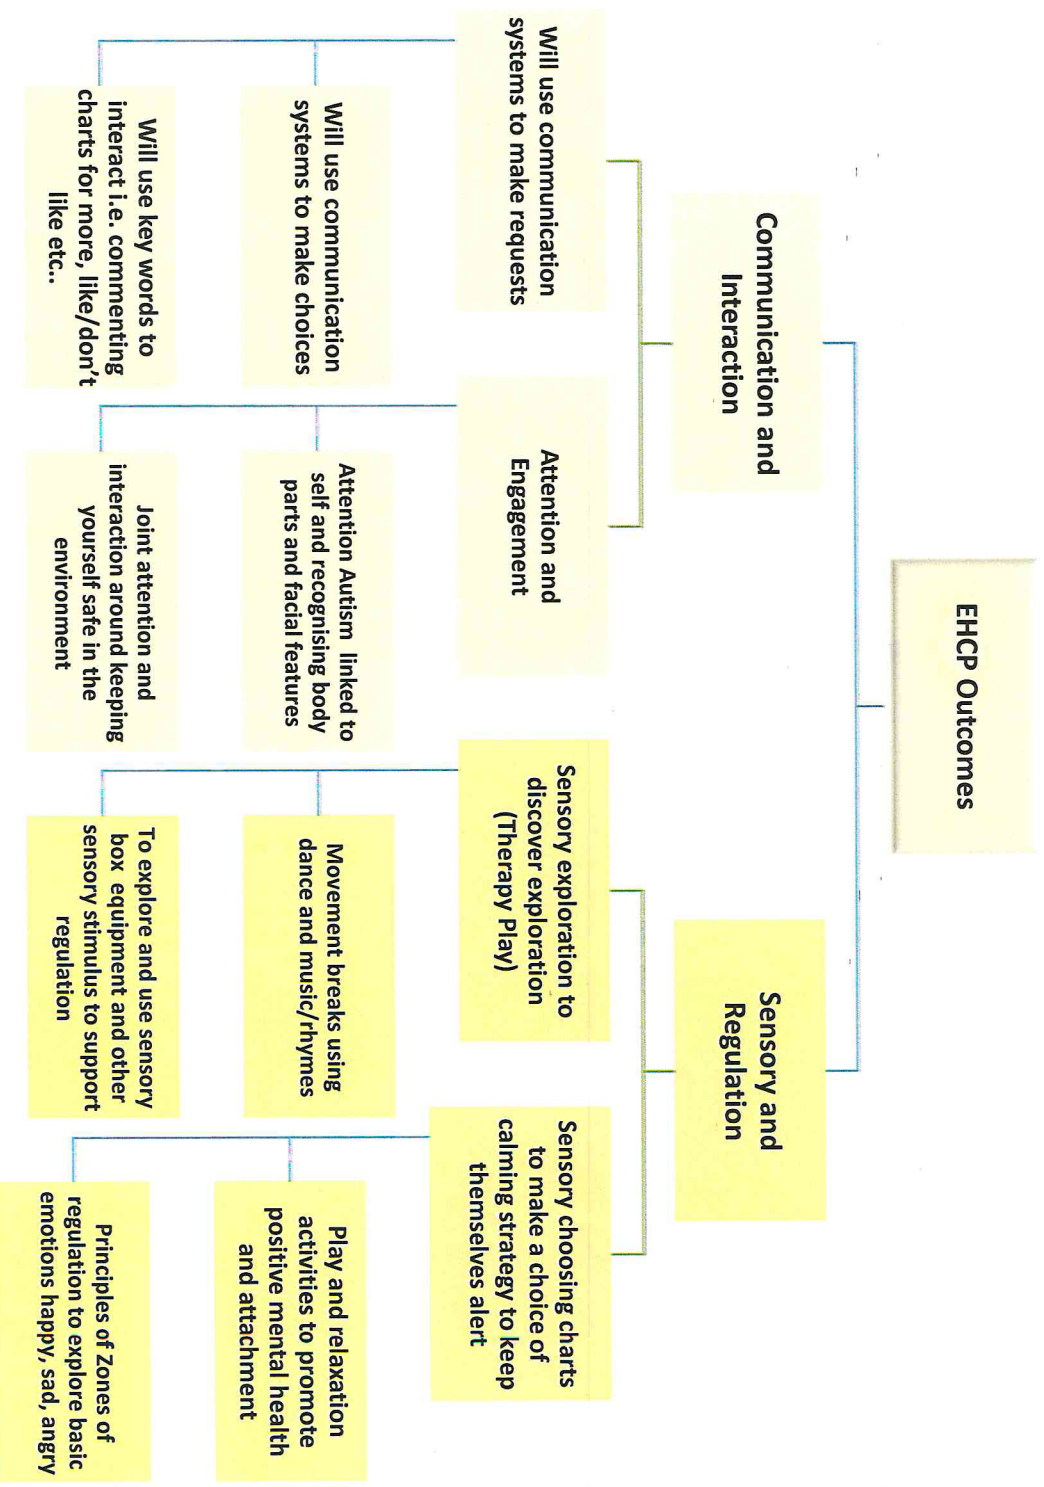 EHCP Outcomes
Communication and
Interaction
Will use communication
systems to make requests
Will use communication
systems to make choices
Will use key words to
interact i.e. commenting
charts for more, like/don't
like etc..
Attention and
Engagement
Attention Autism  linked to
self and recognising body
parts and facial features
Joint attention and
interaction around keeping
yourself safe in the
environment
Sensory and
Regulation
Sensory exploration to
discover exploration
(Therapy Play)
Movement breaks using
dance and music/rhymes
To explore and use sensory
box  equipment and other
sensory stimulus to support
regulation
Sensory choosing charts
to make a choice of
calming strategy to keep
themselves alert
Play and relaxation
activities to promote
positive mental health
and attachment
Principles of Zones of
regulation to explore basic
emotions happy, sad, angry